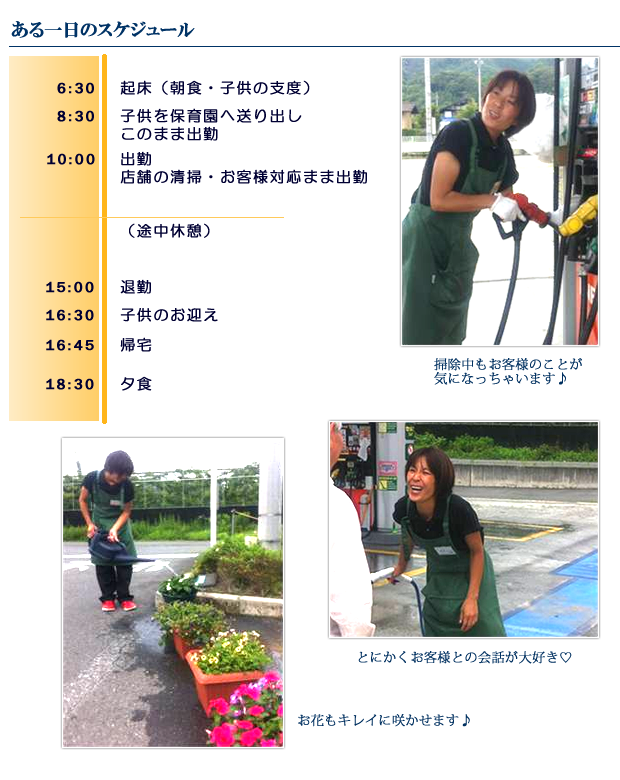 ある一日のスケジュール
6:30 起床（朝食・子供の支度）
8:30 子供を保育園へ送り出し
このまま出勤
10:00 出勤
店舗の清掃・お客様対応まま出勤
（途中休憩）
15:00 退勤
16:30 子供のお迎え
16:45 帰宅
18:30 夕食
掃除中もお客様のことが
気になっちゃいます♪
とにかくお客様との会話が大好き♡
お花もキレイに咲かせます♪